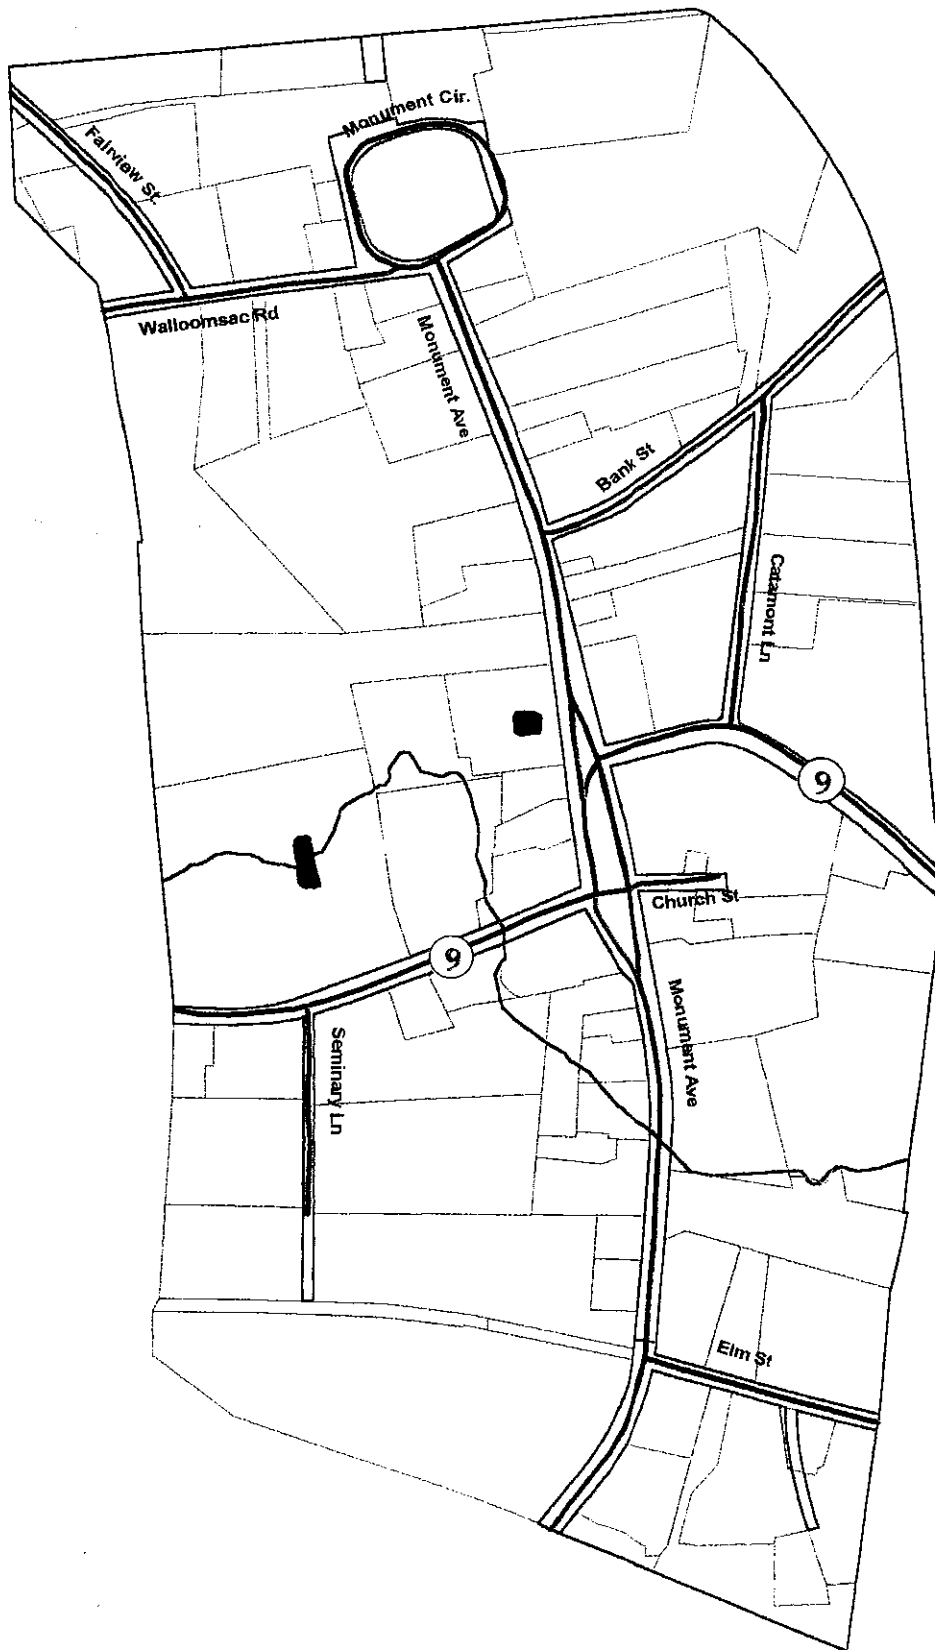 Monument Cir.
Fairview St.
Walloomsac Rd
Monument Ave
Bank St
Catamont Ln
9
Church St
9
Monument Ave
Seminary Ln
Elm St